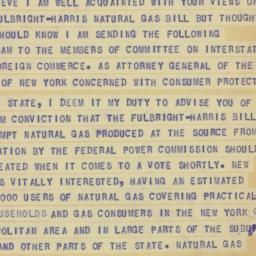 EVE I AM WELL ACQUAINTED WITH YOUR VIEWS O
ULBRIGHT-HARRIS NATURAL GAS BILL BUT THOUGHT
SHOULD KNOW I AM SENDING THE FOLLOWING
AM TO THE MEMBERS OF COMMITTEE ON INTERSTAT
OREIGN COMMERCE. AS ATTORNEY GENERAL OF THE
OF NEW YORK CONCERNED WITH CONSUMER PROTECT
STATE, I DEEM IT MY DUTY TO ADVISE YOU OF
M CONVICTION THAT THE FULBRIGHT-HARRIS BILL
MPT NATURAL GAS PRODUCED AT THE SOURCE FROM
ATION BY THE FEDERAL POWER COMMISSION SHOUL
EATED WHEN IT COMES TO A VOTE SHORTLY. NEW
S VITALLY INTERESTED, HAVING AN ESTIMATED
000 USERS OF NATURAL GAS COVERING PRACTICAL
USEHOLDS AND GAS CONSUMERS IN THE NEW YORK
POLITAN AREA AND IN LARGE PARTS OF THE SUBU
AND OTHER PARTS OF THE STATE. NATURAL GAS